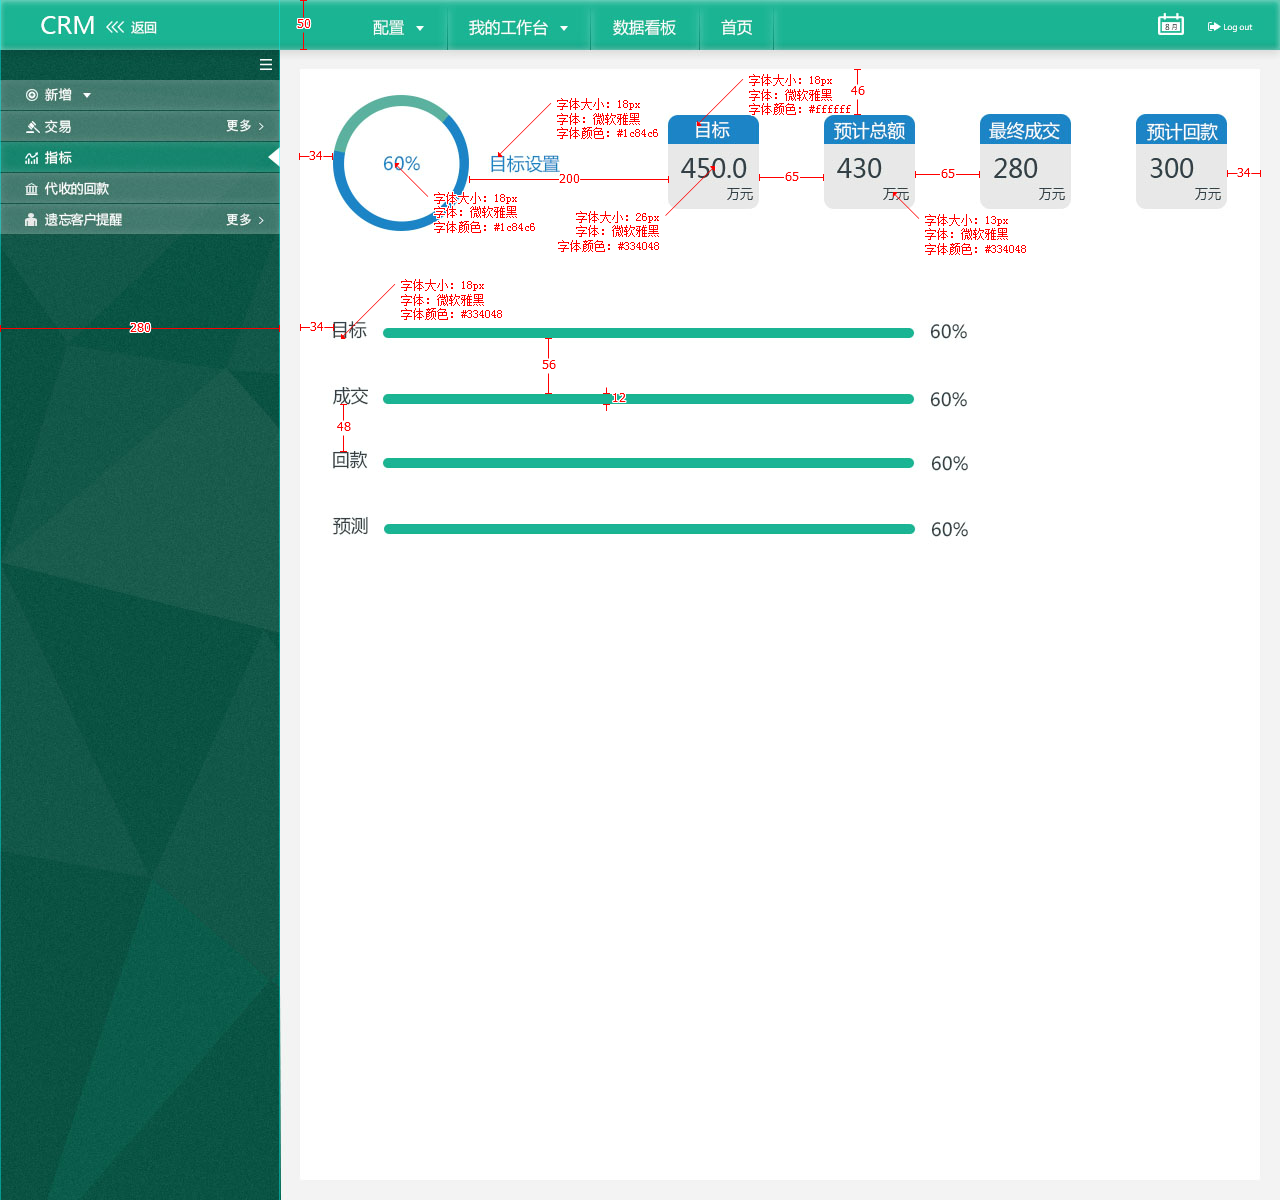 CRM 返回
50
配置
我的工作台
数据看板
首页
8月
Log out
新增
交易 更多
指标
代收的回款
遗忘客户提醒 更多
280
34
60%
字体大小：18px
字体：微软雅黑
字体颜色：#1c84c6
目标设置
字体大小：18px
字体：微软雅黑
字体颜色：#1c84c6
200
字体大小：18px
字体：微软雅黑
字体颜色：#ffffff
46
目标
450.0
万元
字体大小：26px
字体：微软雅黑
字体颜色：#334048
65
预计总额
430
万元
字体大小：13px
字体：微软雅黑
字体颜色：#334048
65
最终成交
280
万元
预计回款
300
万元
34
字体大小：18px
字体：微软雅黑
字体颜色：#334048
34
目标 60%
56
成交 12 60%
48
回款 60%
预测 60%